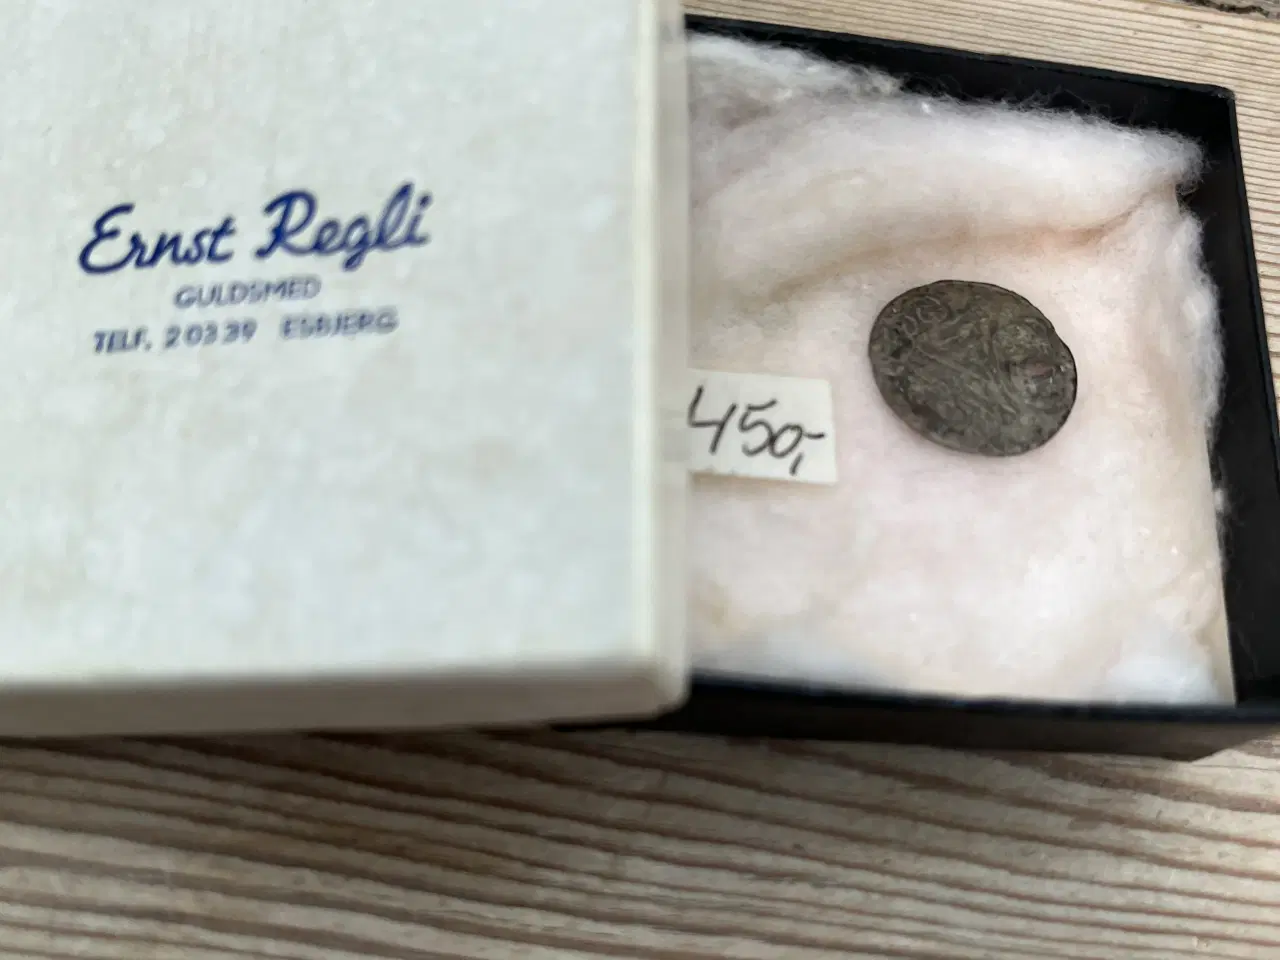 Ernst Regli
GULDSMED
TELF. 20339 ESBJERG
450,-